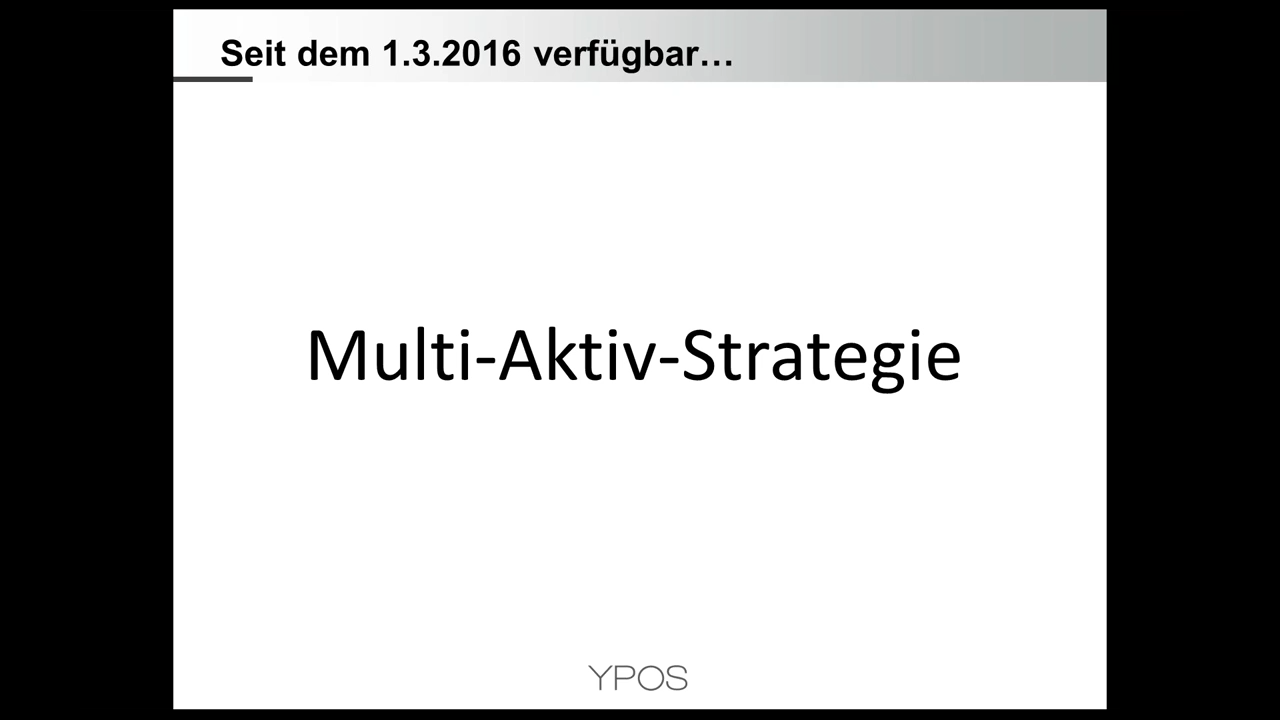 Seit dem 1.3.2016 verfügbar…
Multi-Aktiv-Strategie
YPOS